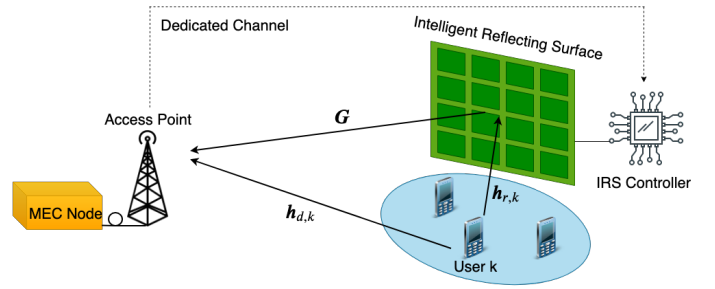 Dedicated Channel
Intelligent Reflecting Surface
Access Point
G
IRS Controller
MEC Node
h_{d,k}
h_{r,k}
User k